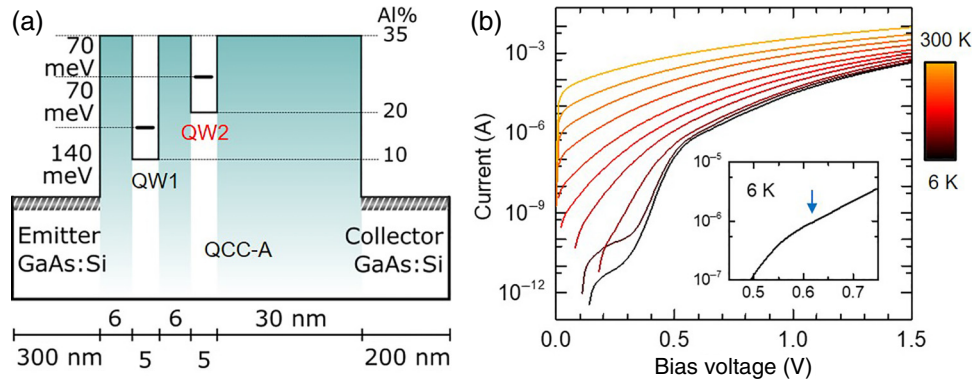 (a)
Al%
70
meV
35
70
meV
20
QW2
140
meV
10
QW1
Emitter
GaAs:Si
QCC-A
Collector
GaAs:Si
6 6 30 nm
300 nm 5 5 200 nm
(b)
Current (A)
10⁻³
10⁻⁶
10⁻⁹
10⁻¹²
0.0 0.5 1.0 1.5
Bias voltage (V)
6 K
10⁻⁵
10⁻⁶
10⁻⁷
0.5 0.6 0.7
300 K
6 K